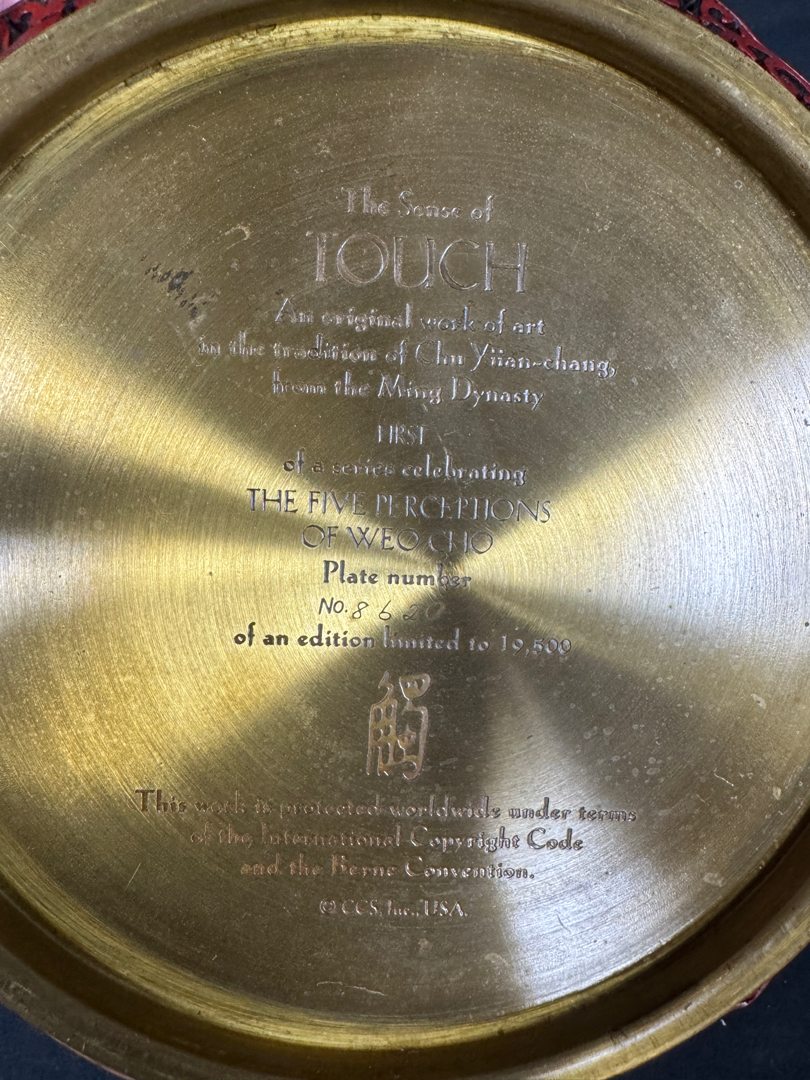 The Sense of
TOUCH
An original work of art
in the tradition of Chu Yüan-chang,
from the Ming Dynasty
FIRST
of a series celebrating
THE FIVE PERCEPTIONS
OF WEO CHO
Plate number
No. 8620
of an edition limited to 19,500
觸
This work is protected worldwide under terms
of the International Copyright Code
and the Berne Convention.
© CCS, Inc., USA.